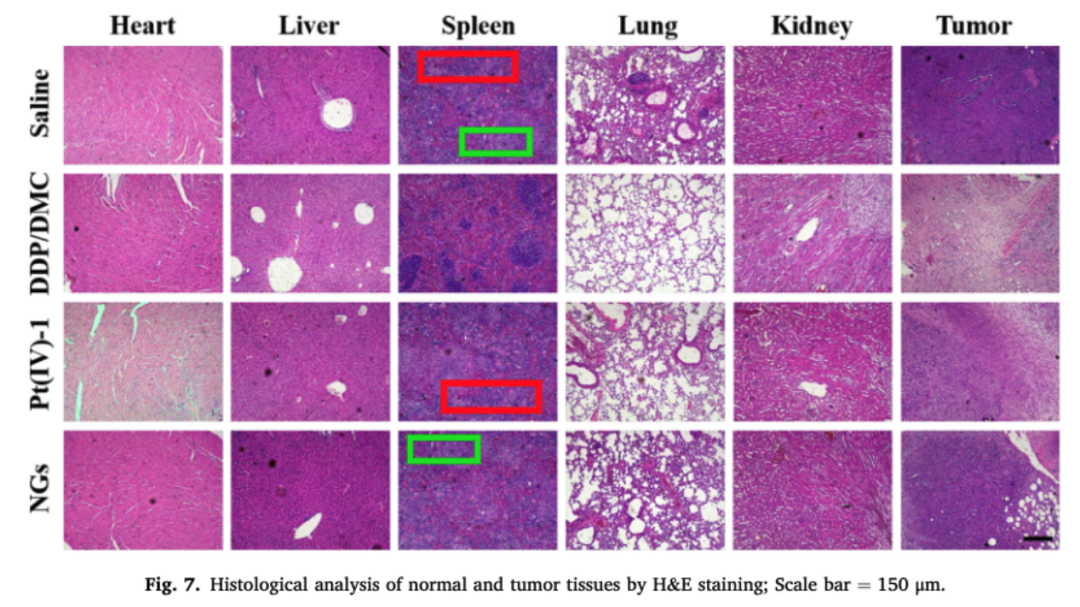 Heart Liver Spleen Lung Kidney Tumor
Saline
DDP/DMC
Pt(IV)-1
NGs
Fig. 7. Histological analysis of normal and tumor tissues by H&E staining; Scale bar = 150 μm.